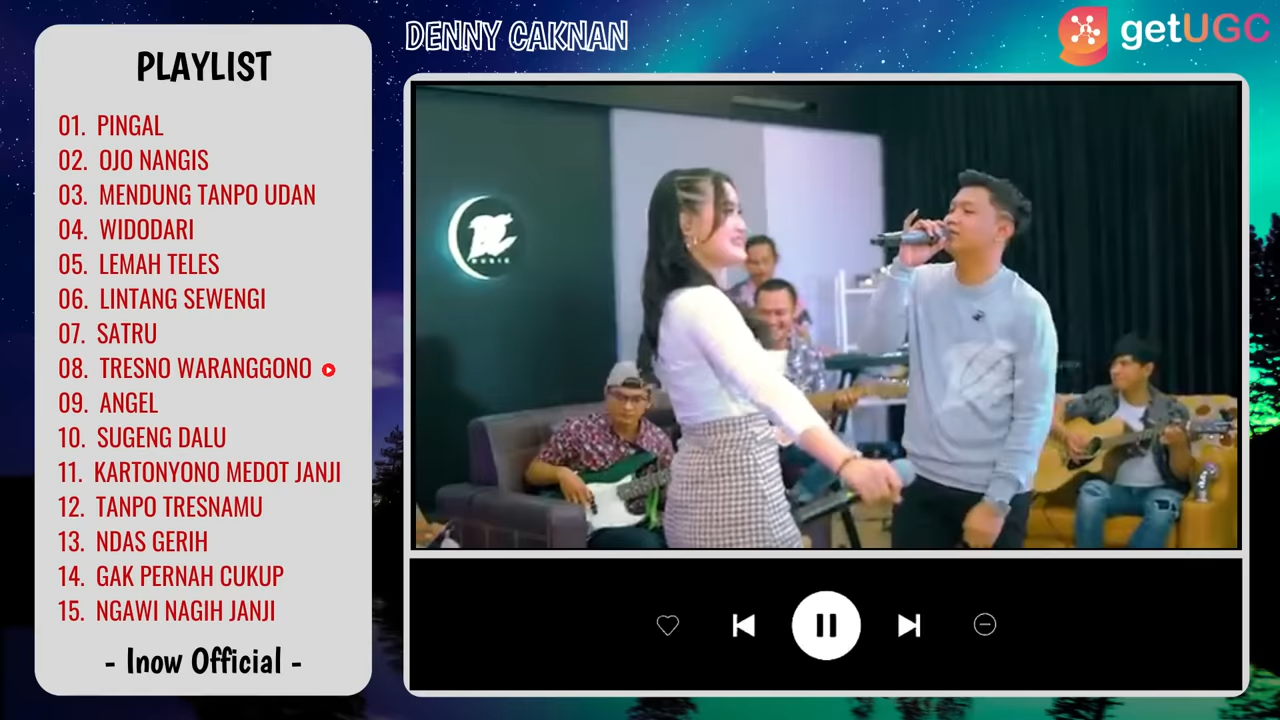 PLAYLIST
01. PINGAL
02. OJO NANGIS
03. MENDUNG TANPO UDAN
04. WIDODARI
05. LEMAH TELES
06. LINTANG SEWENGI
07. SATRU
08. TRESNO WARANGGONO
09. ANGEL
10. SUGENG DALU
11. KARTONYONO MEDOT JANJI
12. TANPO TRESNAMU
13. NDAS GERIH
14. GAK PERNAH CUKUP
15. NGAWI NAGIH JANJI
- Inow Official -
DENNY CAKNAN
getUGC
DC
MUSIK